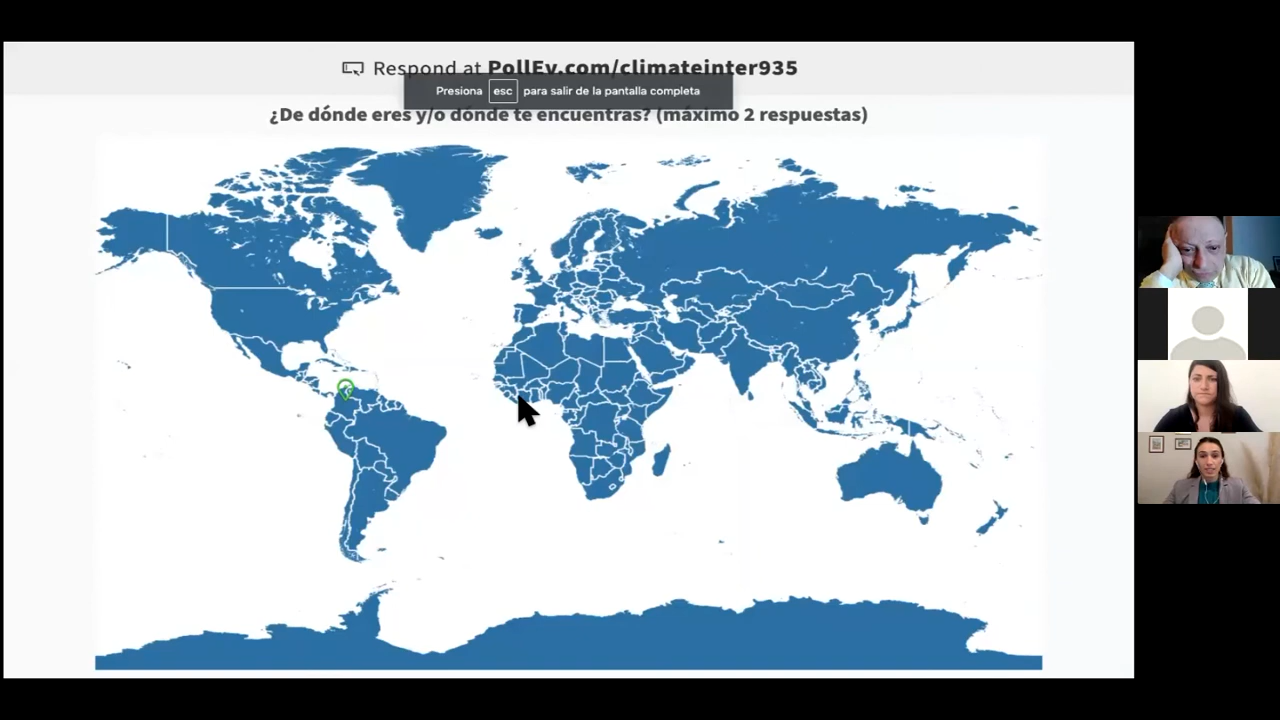 Respond at PollEv.com/climateinter935
Presiona esc para salir de la pantalla completa
¿De dónde eres y/o dónde te encuentras? (máximo 2 respuestas)